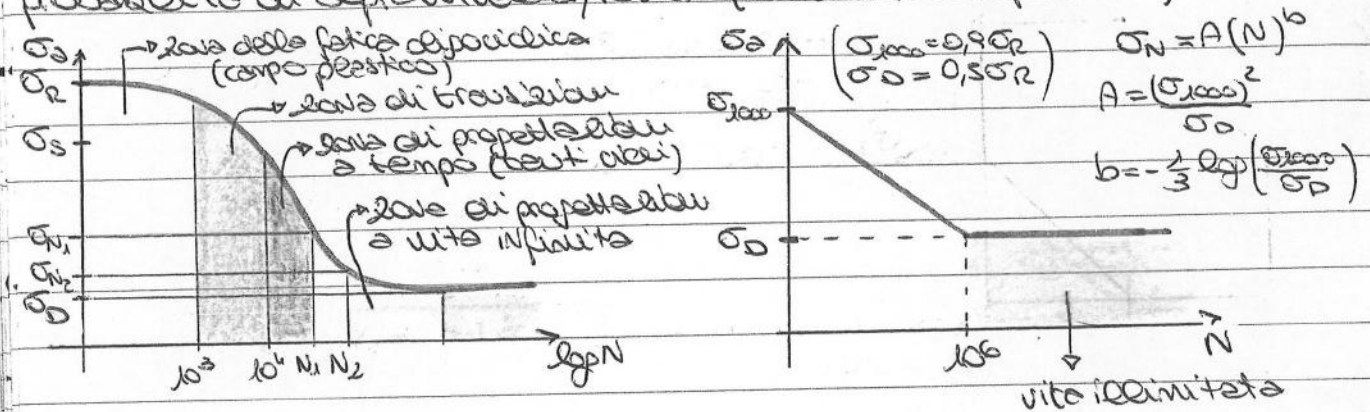 σa
σR
σS
σN1
σN2
σD
zona della fatica oligociclica
(campo plastico)
zona di transizione
zona di progettazione
a tempo (tanti cicli)
zona di progettazione
a vita infinita
10³ 10⁴ N1 N2
logN
σa
(σ1000=0,9σR
σD=0,5σR)
σN=A(N)^b
A=(σ1000)²/σD
b=-1/3 log(σ1000/σD)
σ1000
σD
10⁶
N
vita illimitata